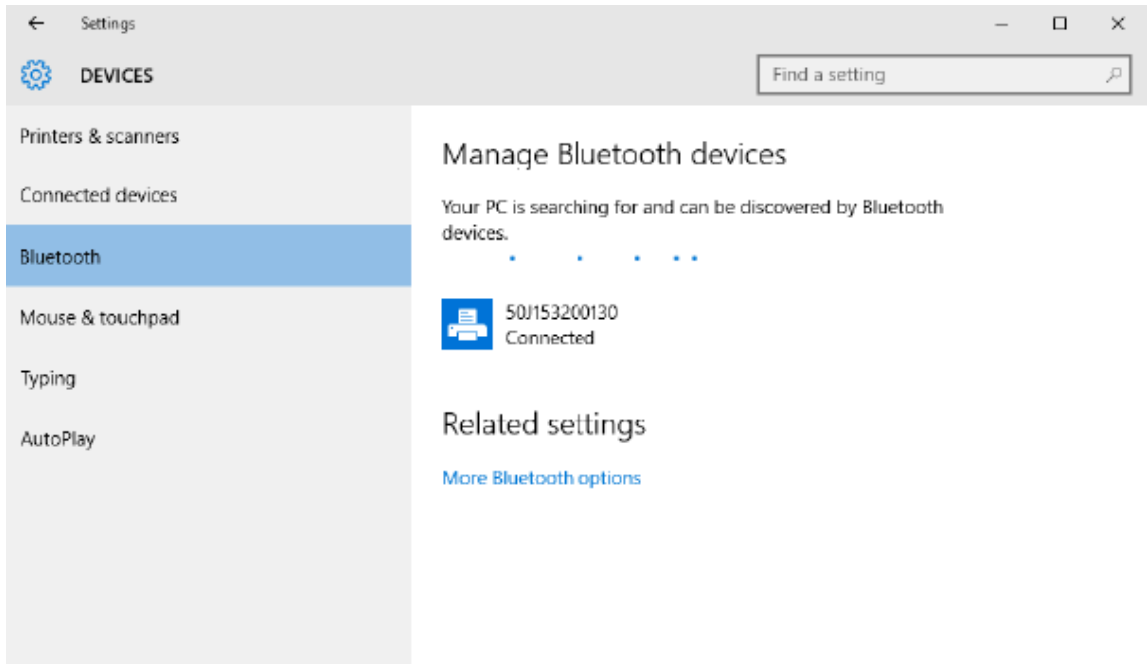 Settings
DEVICES
Find a setting
Printers & scanners
Connected devices
Bluetooth
Mouse & touchpad
Typing
AutoPlay
Manage Bluetooth devices
Your PC is searching for and can be discovered by Bluetooth
devices.
50J153200130
Connected
Related settings
More Bluetooth options